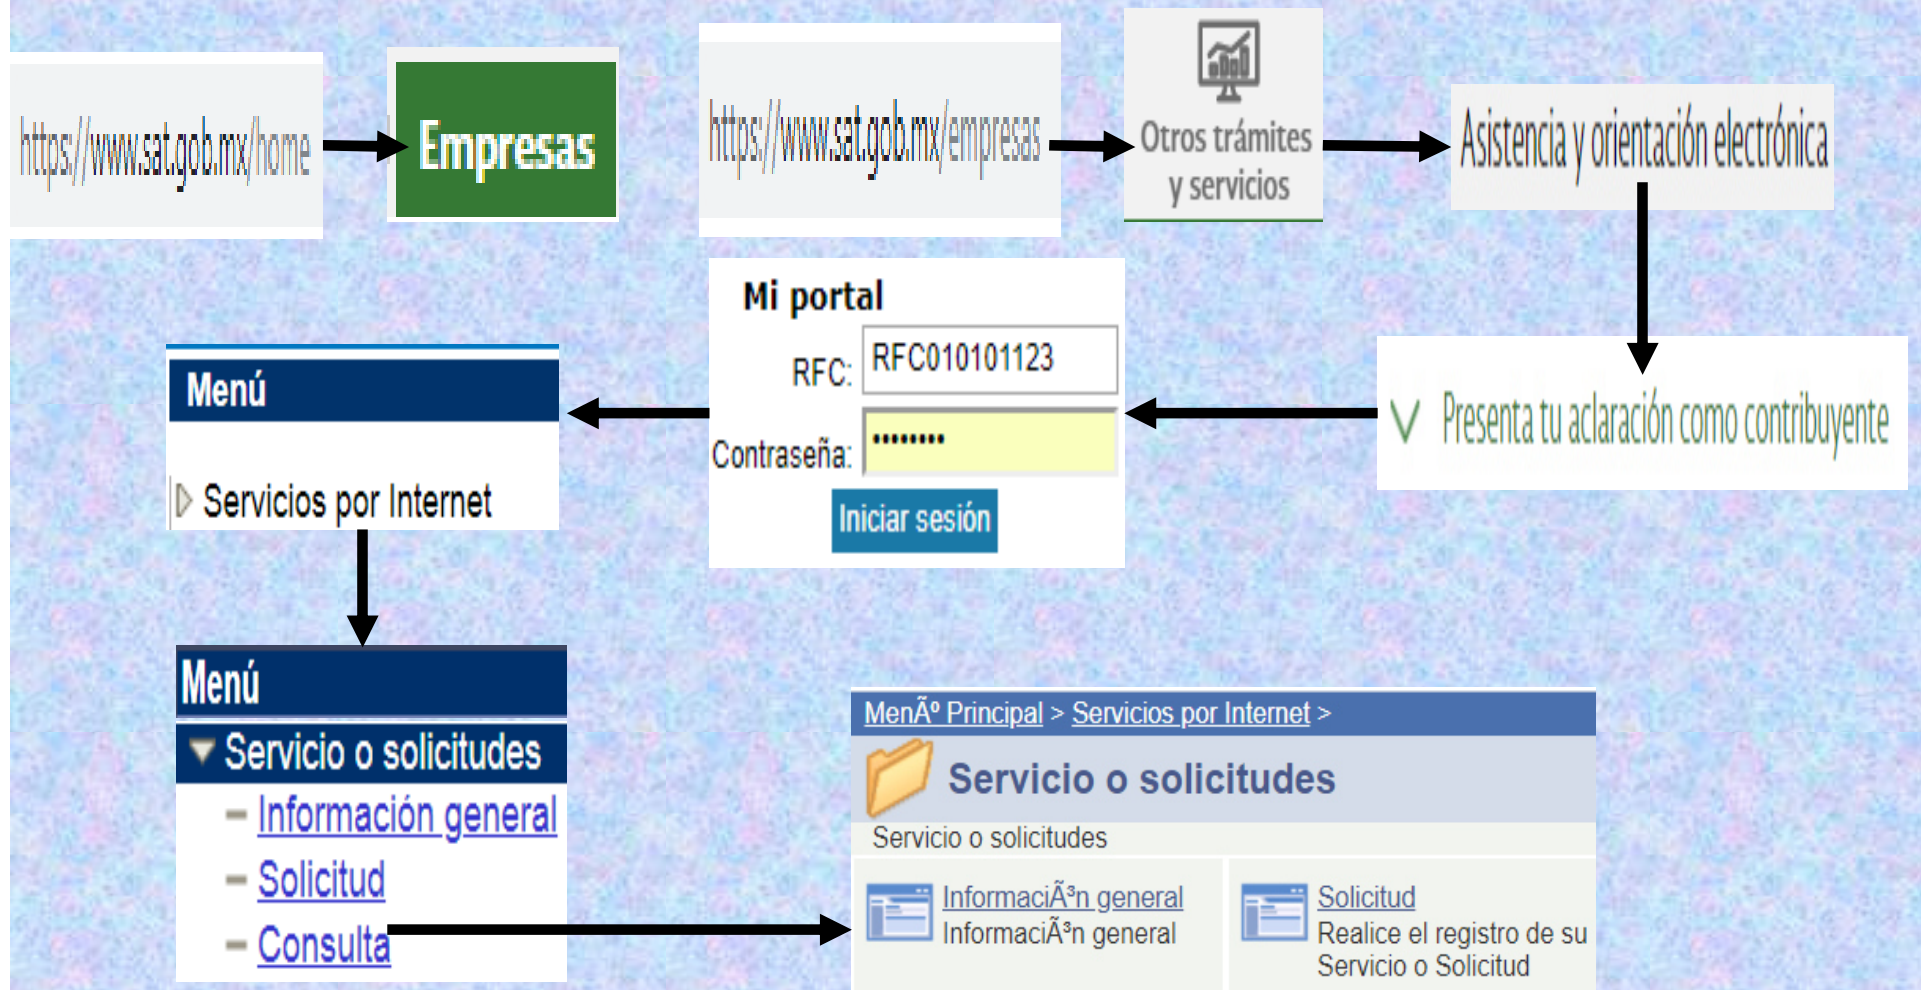 https://www.sat.gob.mx/home
Empresas
https://www.sat.gob.mx/empresas
Otros trámites
y servicios
Asistencia y orientación electrónica
Presenta tu aclaración como contribuyente
Mi portal
RFC: RFC010101123
Contraseña: ••••••••
Iniciar sesión
Menú
Servicios por Internet
Menú
Servicio o solicitudes
Información general
Solicitud
Consulta
MenÃº Principal > Servicios por Internet >
Servicio o solicitudes
Servicio o solicitudes
InformaciÃ³n general
InformaciÃ³n general
Solicitud
Realice el registro de su
Servicio o Solicitud